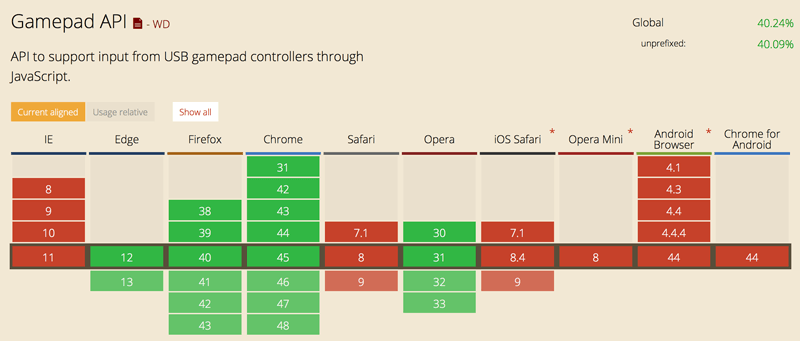 Gamepad API - WD
Global 40.24%
unprefixed: 40.09%
API to support input from USB gamepad controllers through
JavaScript.
Current aligned Usage relative Show all
IE Edge Firefox Chrome Safari Opera iOS Safari * Opera Mini * Android Browser * Chrome for Android
31 4.1
8 42 4.3
9 38 43 4.4
10 39 44 7.1 30 7.1 4.4.4
11 12 40 45 8 31 8.4 8 44 44
13 41 46 9 32 9
42 47 33
43 48